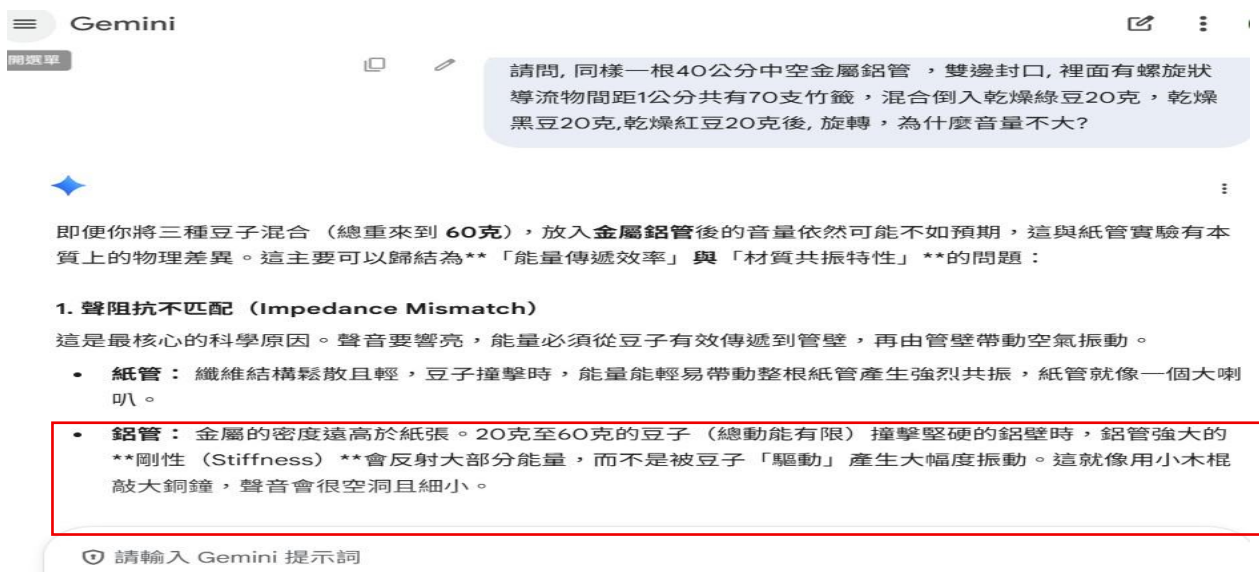 Gemini
開選單
請問, 同樣一根40公分中空金屬鋁管 ，雙邊封口, 裡面有螺旋狀
導流物間距1公分共有70支竹籤，混合倒入乾燥綠豆20克，乾燥
黑豆20克,乾燥紅豆20克後, 旋轉，為什麼音量不大?
即便你將三種豆子混合（總重來到 60克），放入金屬鋁管後的音量依然可能不如預期，這與紙管實驗有本
質上的物理差異。這主要可以歸結為**「能量傳遞效率」與「材質共振特性」**的問題：
1. 聲阻抗不匹配（Impedance Mismatch）
這是最核心的科學原因。聲音要響亮，能量必須從豆子有效傳遞到管壁，再由管壁帶動空氣振動。
• 紙管： 纖維結構鬆散且輕，豆子撞擊時，能量能輕易帶動整根紙管產生強烈共振，紙管就像一個大喇
叭。
• 鋁管： 金屬的密度遠高於紙張。20克至60克的豆子（總動能有限）撞擊堅硬的鋁壁時，鋁管強大的
**剛性（Stiffness）**會反射大部分能量，而不是被豆子「驅動」產生大幅度振動。這就像用小木棍
敲大銅鐘，聲音會很空洞且細小。
請輸入 Gemini 提示詞